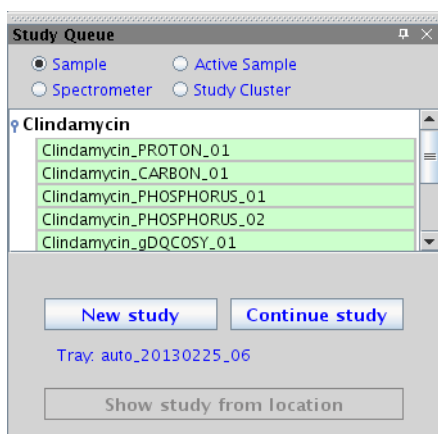 Study Queue
Sample Active Sample
Spectrometer Study Cluster
Clindamycin
Clindamycin_PROTON_01
Clindamycin_CARBON_01
Clindamycin_PHOSPHORUS_01
Clindamycin_PHOSPHORUS_02
Clindamycin_gDQCOSY_01
New study Continue study
Tray: auto_20130225_06
Show study from location